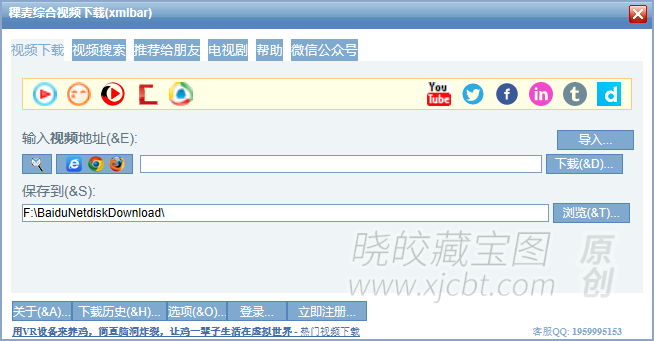 稞麦综合视频下载(xmlbar)
视频下载 视频搜索 推荐给朋友 电视剧 帮助 微信公众号
You Tube
输入视频地址(&E):
导入...
下载(&D)...
保存到(&S):
F:\BaiduNetdiskDownload\
浏览(&T)...
晓皎藏宝图 原创
www.xjcbt.com
关于(&A)... 下载历史(&H)... 选项(&O)... 登录... 立即注册...
用VR设备来养鸡，简直脑洞炸裂，让鸡一辈子生活在虚拟世界 - 热门视频下载
客服QQ: 1959995153